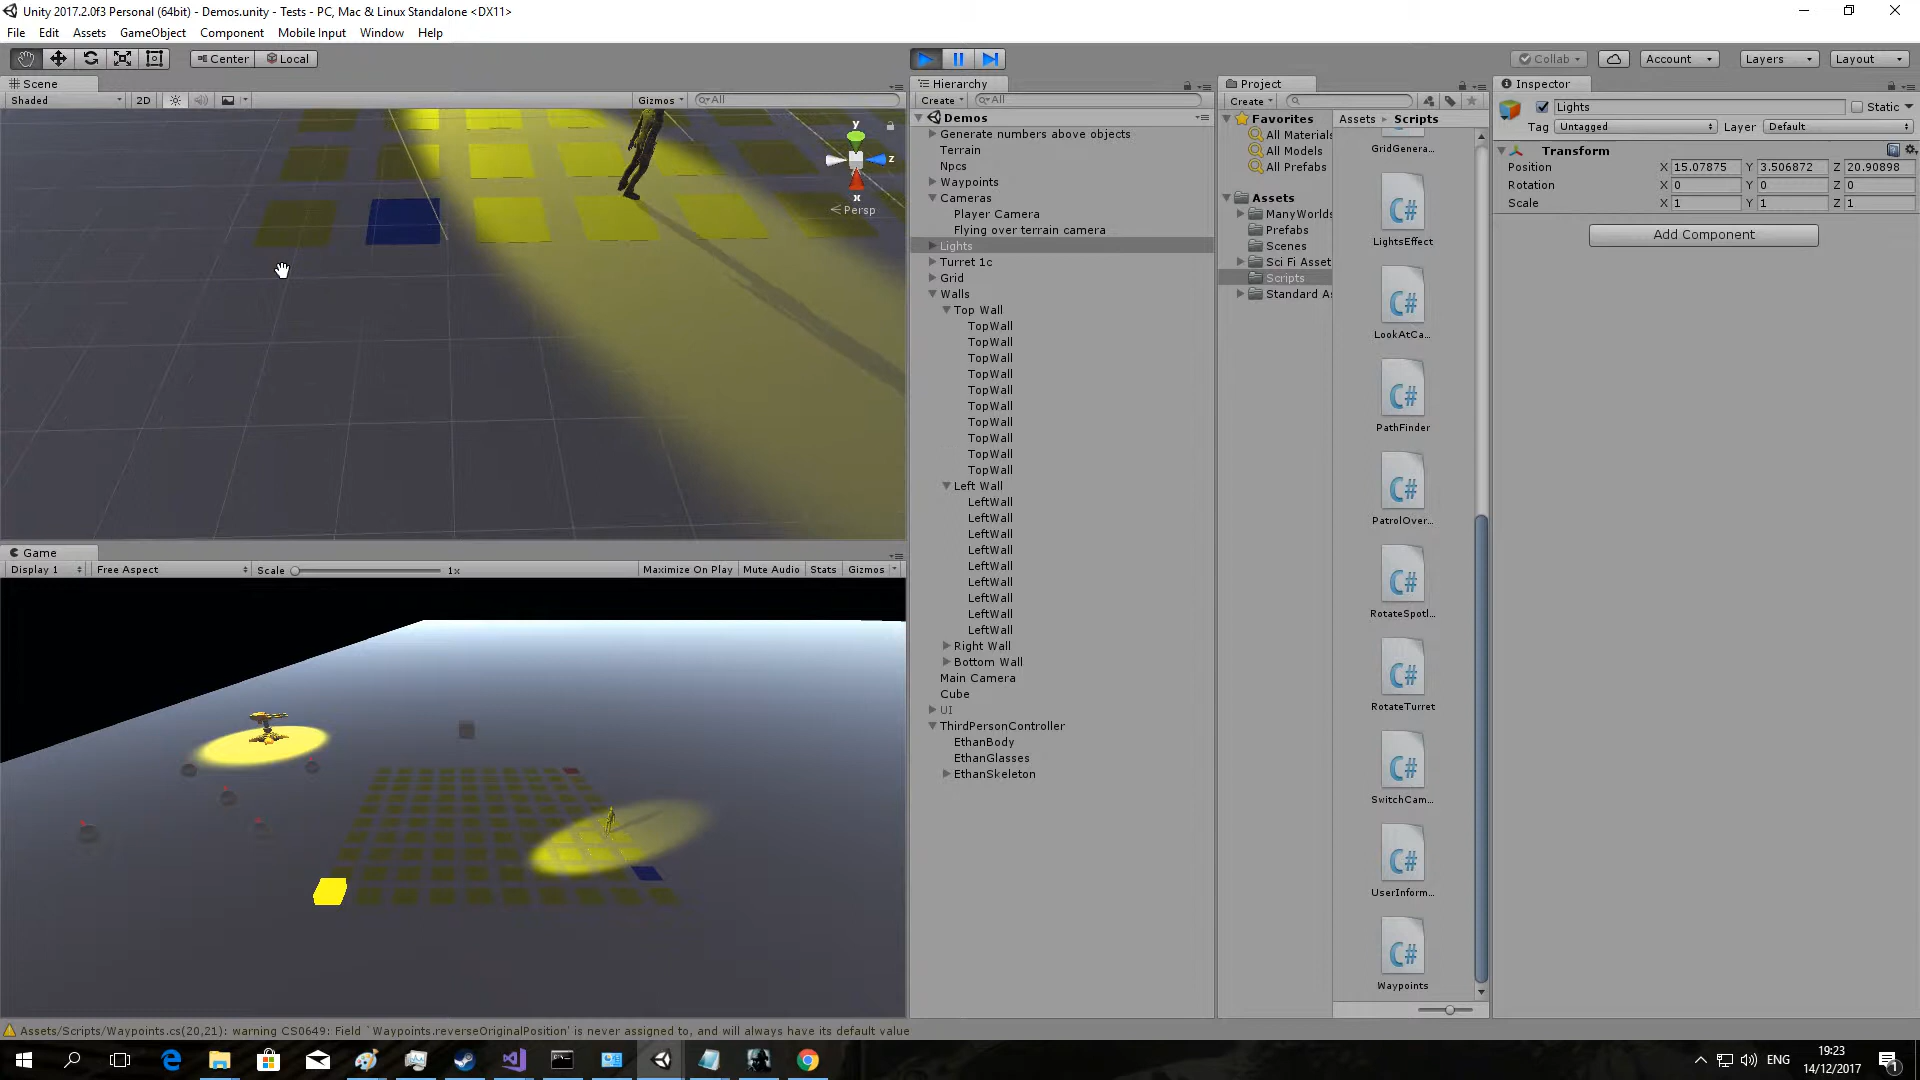 Unity 2017.2.0f3 Personal (64bit) - Demos.unity - Tests - PC, Mac & Linux Standalone <DX11>
File Edit Assets GameObject Component Mobile Input Window Help
Center Local
Collab Account Layers Layout
Scene
Shaded 2D Gizmos All
y
z
x
Persp
Game
Display 1 Free Aspect Scale 1x Maximize On Play Mute Audio Stats Gizmos
Hierarchy
Create All
Demos
Generate numbers above objects
Terrain
Npcs
Waypoints
Cameras
Player Camera
Flying over terrain camera
Lights
Turret 1c
Grid
Walls
Top Wall
TopWall
TopWall
TopWall
TopWall
TopWall
TopWall
TopWall
TopWall
TopWall
TopWall
Left Wall
LeftWall
LeftWall
LeftWall
LeftWall
LeftWall
LeftWall
LeftWall
LeftWall
LeftWall
Right Wall
Bottom Wall
Main Camera
Cube
UI
ThirdPersonController
EthanBody
EthanGlasses
EthanSkeleton
Project
Create
Favorites
All Materials
All Models
All Prefabs
Assets
ManyWorlds
Prefabs
Scenes
Sci Fi Asset
Scripts
Standard As
Assets Scripts
GridGenera...
C#
LightsEffect
C#
LookAtCa...
C#
PathFinder
C#
PatrolOver...
C#
RotateSpotl...
C#
RotateTurret
C#
SwitchCam...
C#
UserInform...
C#
Waypoints
Inspector
Lights Static
Tag Untagged Layer Default
Transform
Position X 15.07875 Y 3.506872 Z 20.90898
Rotation X 0 Y 0 Z 0
Scale X 1 Y 1 Z 1
Add Component
Assets/Scripts/Waypoints.cs(20,21): warning CS0649: Field `Waypoints.reverseOriginalPosition' is never assigned to, and will always have its default value
ENG
19:23
14/12/2017
1